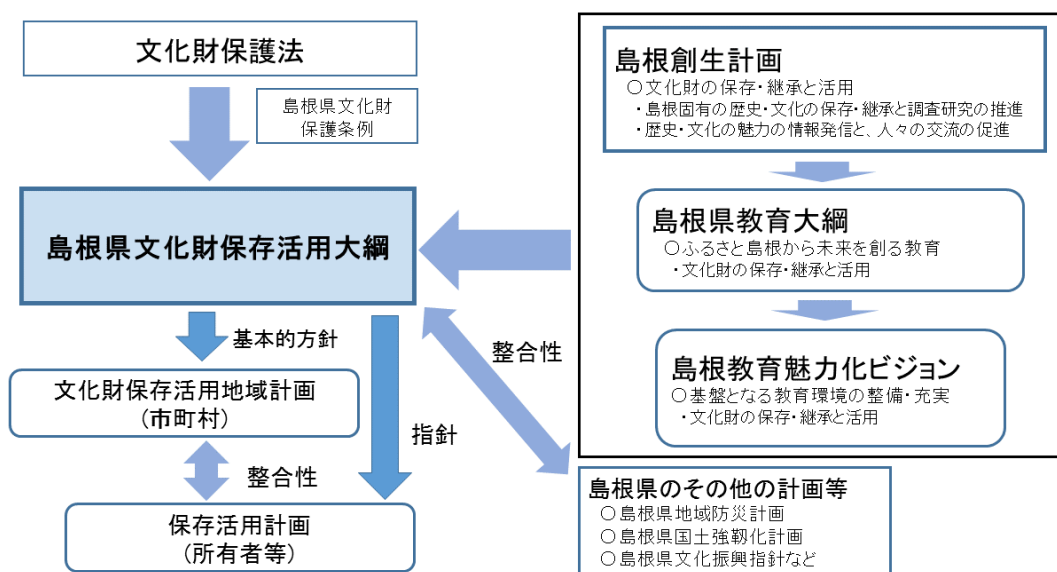 文化財保護法
島根県文化財
保護条例
島根県文化財保存活用大綱
基本的方針
文化財保存活用地域計画
(市町村)
指針
整合性
保存活用計画
(所有者等)
島根創生計画
○文化財の保存・継承と活用
・島根固有の歴史・文化の保存・継承と調査研究の推進
・歴史・文化の魅力の情報発信と、人々の交流の促進
島根県教育大綱
○ふるさと島根から未来を創る教育
・文化財の保存・継承と活用
島根教育魅力化ビジョン
○基盤となる教育環境の整備・充実
・文化財の保存・継承と活用
整合性
島根県のその他の計画等
○島根県地域防災計画
○島根県国土強靱化計画
○島根県文化振興指針など